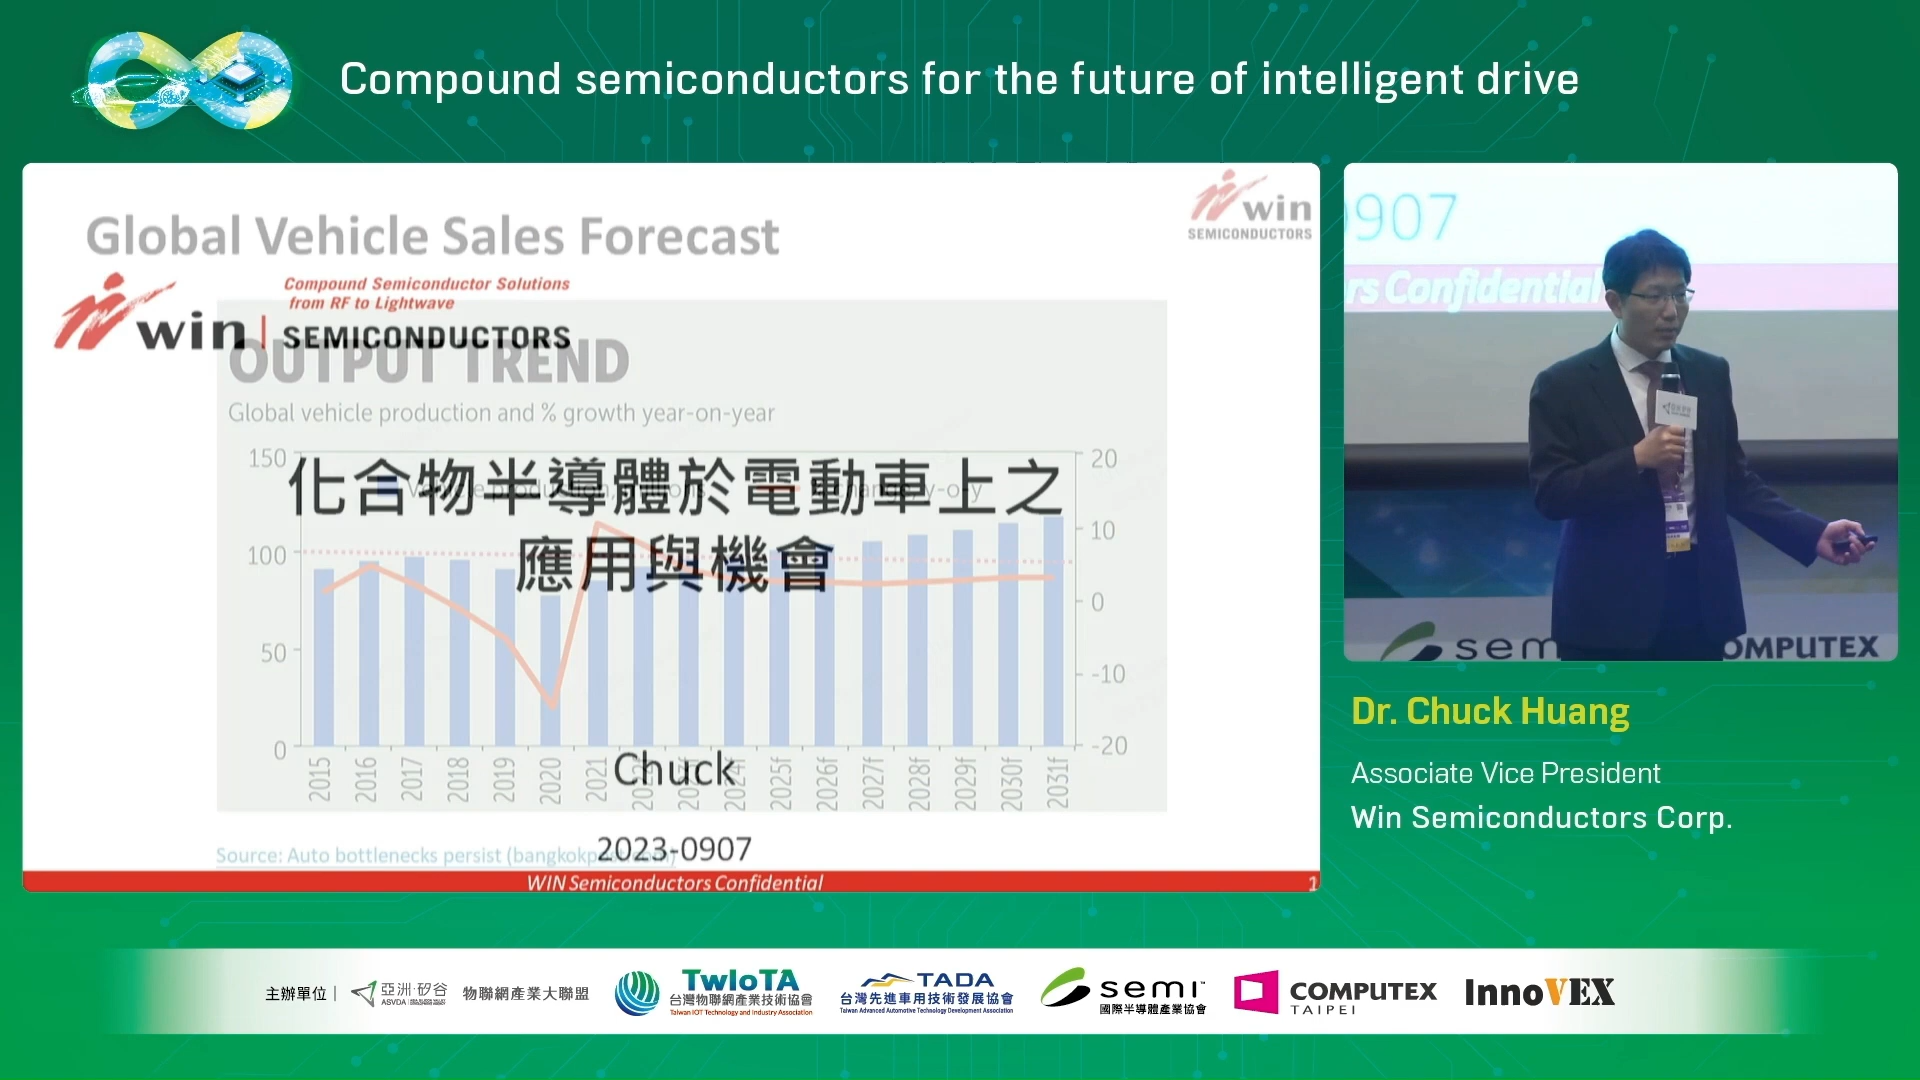 Compound semiconductors for the future of intelligent drive
Global Vehicle Sales Forecast
win
SEMICONDUCTORS
Compound Semiconductor Solutions
from RF to Lightwave
win | SEMICONDUCTORS
OUTPUT TREND
Global vehicle production and % growth year-on-year
化合物半導體於電動車上之
應用與機會
150
100
50
0
20
10
0
-10
-20
2015
2016
2017
2018
2019
2020
2021
2024f
2025f
2026f
2027f
2028f
2029f
2030f
2031f
Chuck
2023-0907
Source: Auto bottlenecks persist
WIN Semiconductors Confidential
1
0907
rs Confidential
semi
COMPUTEX
Dr. Chuck Huang
Associate Vice President
Win Semiconductors Corp.
主辦單位 | 亞洲·矽谷 物聯網產業大聯盟
ASVDA
TwIoTA
台灣物聯網產業技術協會
Taiwan IOT Technology and Industry Association
TADA
台灣先進車用技術發展協會
Taiwan Advanced Automotive Technology Development Association
semi
國際半導體產業協會
COMPUTEX
TAIPEI
InnoVEX